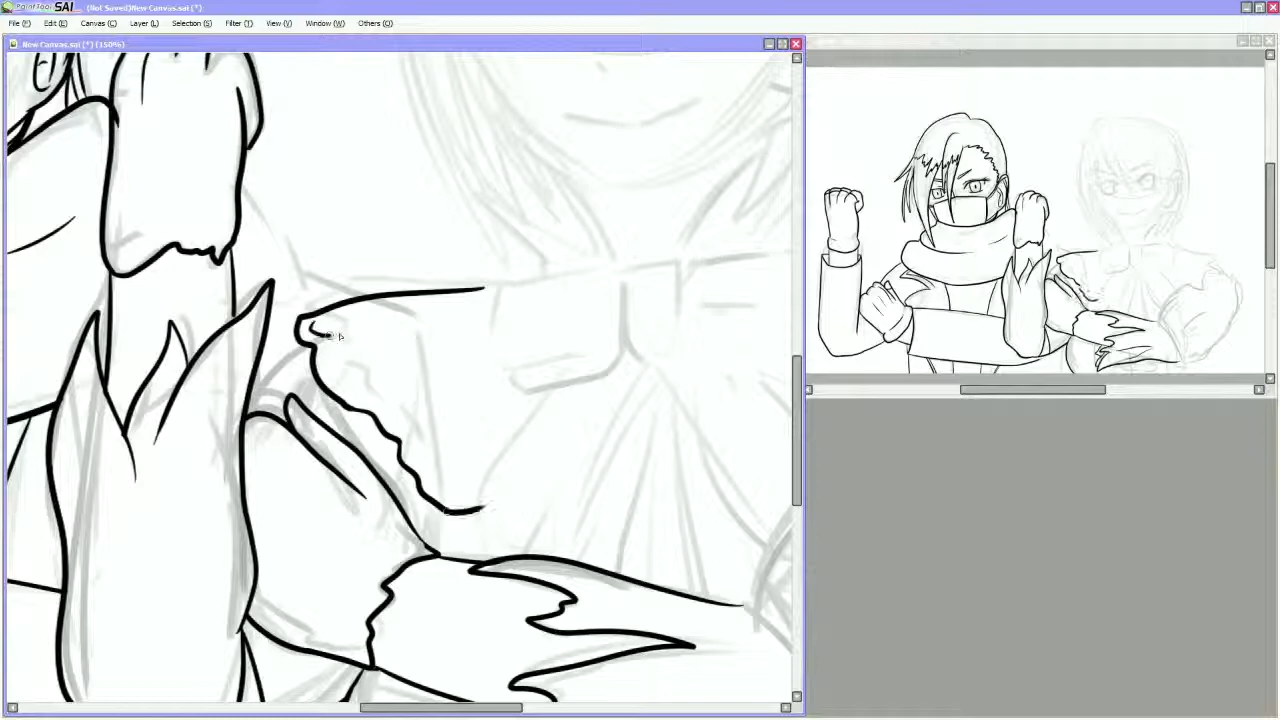 PaintTool SAI (Not Saved)New Canvas.sai (*)
File (F) Edit (E) Canvas (C) Layer (L) Selection (S) Filter (T) View (V) Window (W) Others (O)
New Canvas.sai (*) (150%)